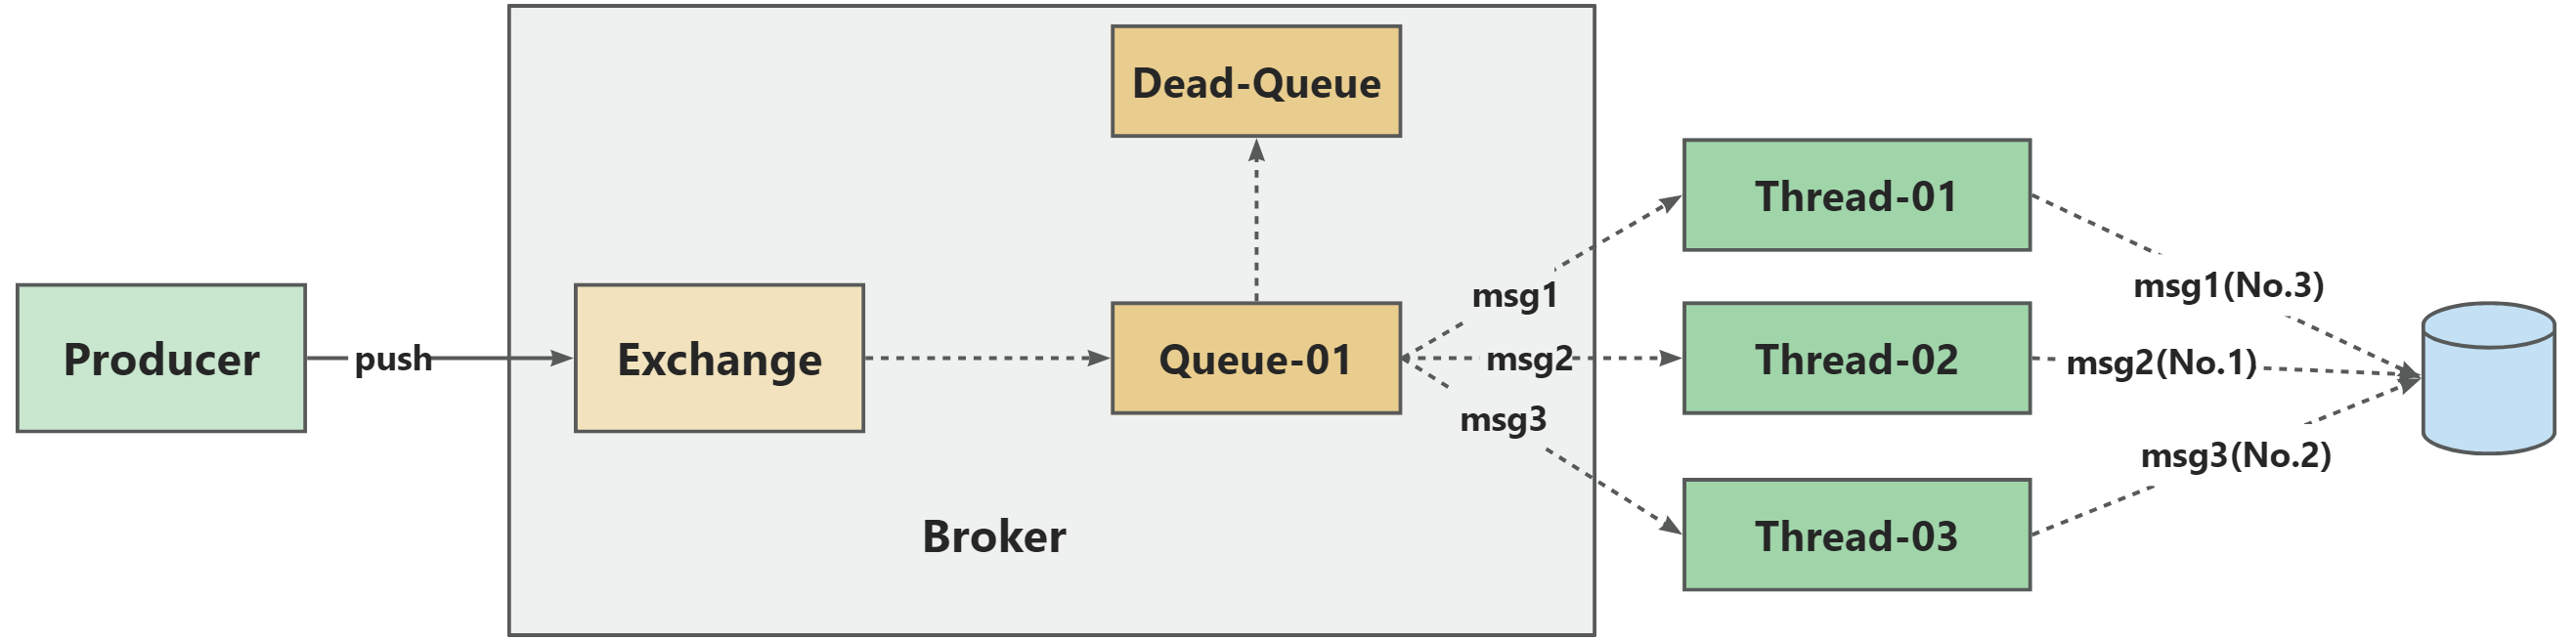 Producer
push
Exchange
Dead-Queue
Queue-01
Broker
msg1
msg2
msg3
Thread-01
Thread-02
Thread-03
msg1(No.3)
msg2(No.1)
msg3(No.2)